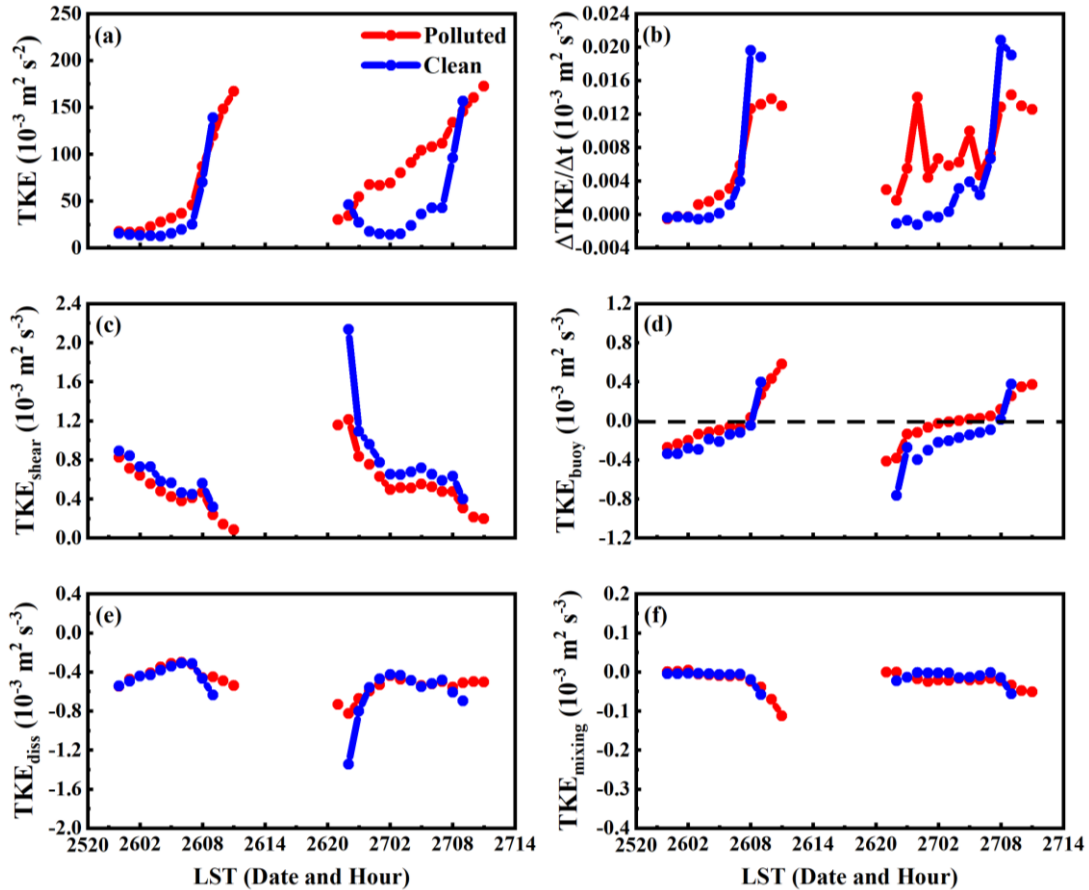 (a)
Polluted
Clean
TKE (10⁻³ m² s⁻²)
250
200
150
100
50
0
(b)
ΔTKE/Δt (10⁻³ m² s⁻³)
0.024
0.020
0.016
0.012
0.008
0.004
0.000
-0.004
(c)
TKE_shear (10⁻³ m² s⁻³)
2.4
2.0
1.6
1.2
0.8
0.4
0.0
(d)
TKE_buoy (10⁻³ m² s⁻³)
1.2
0.8
0.4
0.0
-0.4
-0.8
-1.2
(e)
TKE_diss (10⁻³ m² s⁻³)
0.4
0.0
-0.4
-0.8
-1.2
-1.6
-2.0
2520 2602 2608 2614 2620 2702 2708 2714
LST (Date and Hour)
(f)
TKE_mixing (10⁻³ m² s⁻³)
0.2
0.1
0.0
-0.1
-0.2
-0.3
-0.4
2520 2602 2608 2614 2620 2702 2708 2714
LST (Date and Hour)